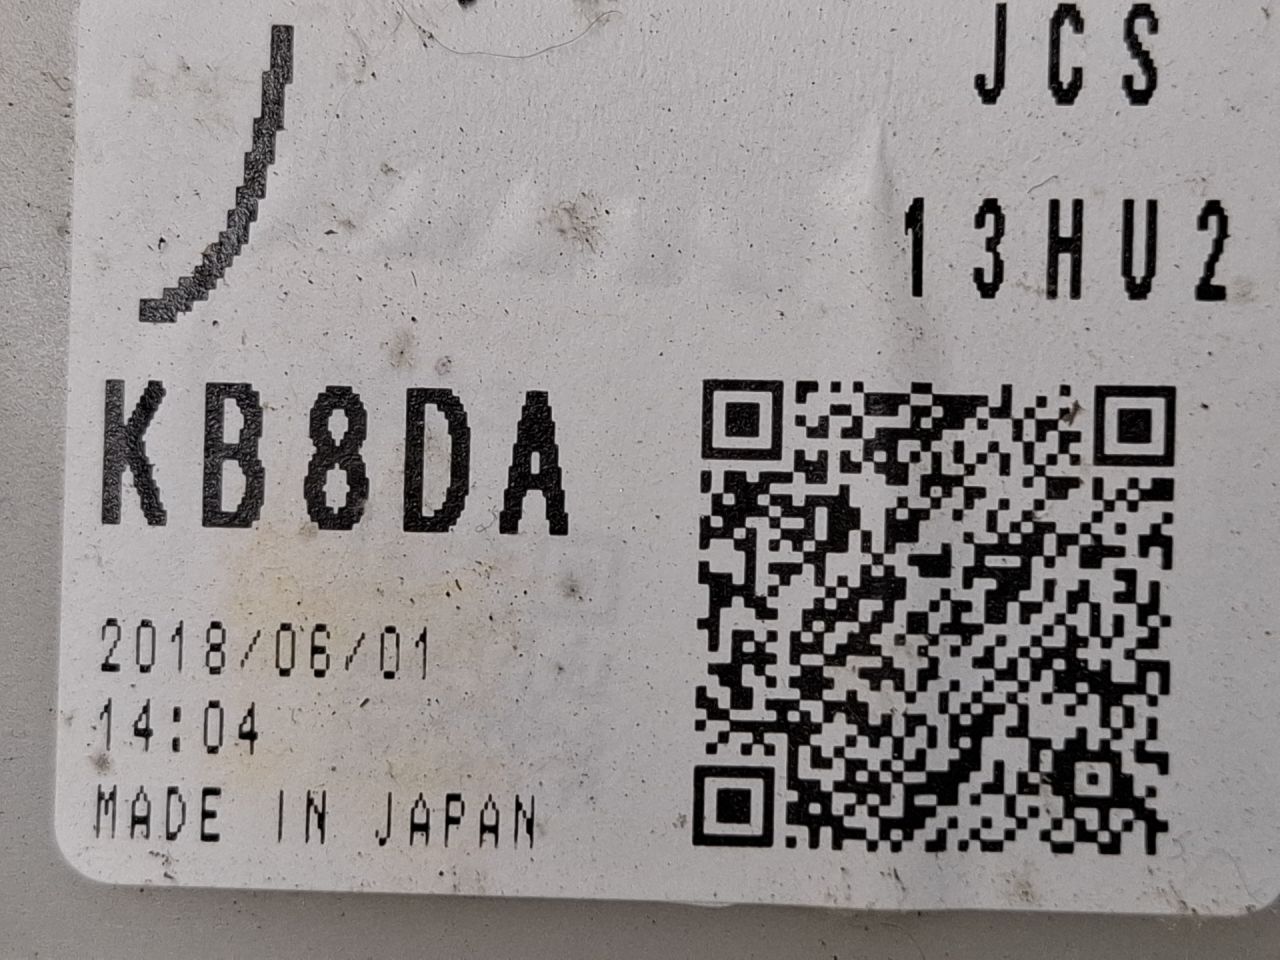 JCS
13HU2
KB8DA
2018/06/01
14:04
MADE IN JAPAN